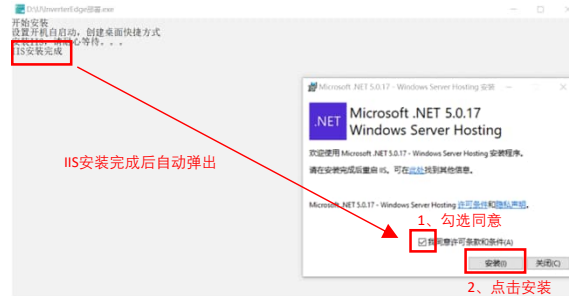 D:\U\InverterEdge部署.exe
开始安装
设置开机自启动，创建桌面快捷方式
安装IIS，请耐心等待。。。
IIS安装完成
IIS安装完成后自动弹出
Microsoft .NET 5.0.17 - Windows Server Hosting 安装
.NET
Microsoft .NET 5.0.17
Windows Server Hosting
欢迎使用 Microsoft .NET 5.0.17 - Windows Server Hosting 安装程序。
请在安装完成后重启 IIS。可在此处找到其他信息。
Microsoft .NET 5.0.17 - Windows Server Hosting 许可条件和隐私声明。
1、勾选同意
我同意许可条款和条件(A)
安装(I)
关闭(C)
2、点击安装